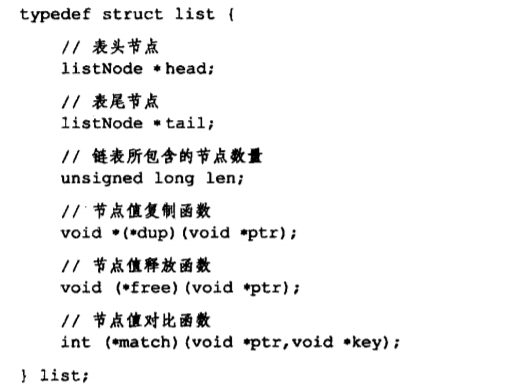 typedef struct list {
// 表头节点
listNode *head;
// 表尾节点
listNode *tail;
// 链表所包含的节点数量
unsigned long len;
// 节点值复制函数
void *(*dup)(void *ptr);
// 节点值释放函数
void (*free)(void *ptr);
// 节点值对比函数
int (*match)(void *ptr,void *key);
} list;